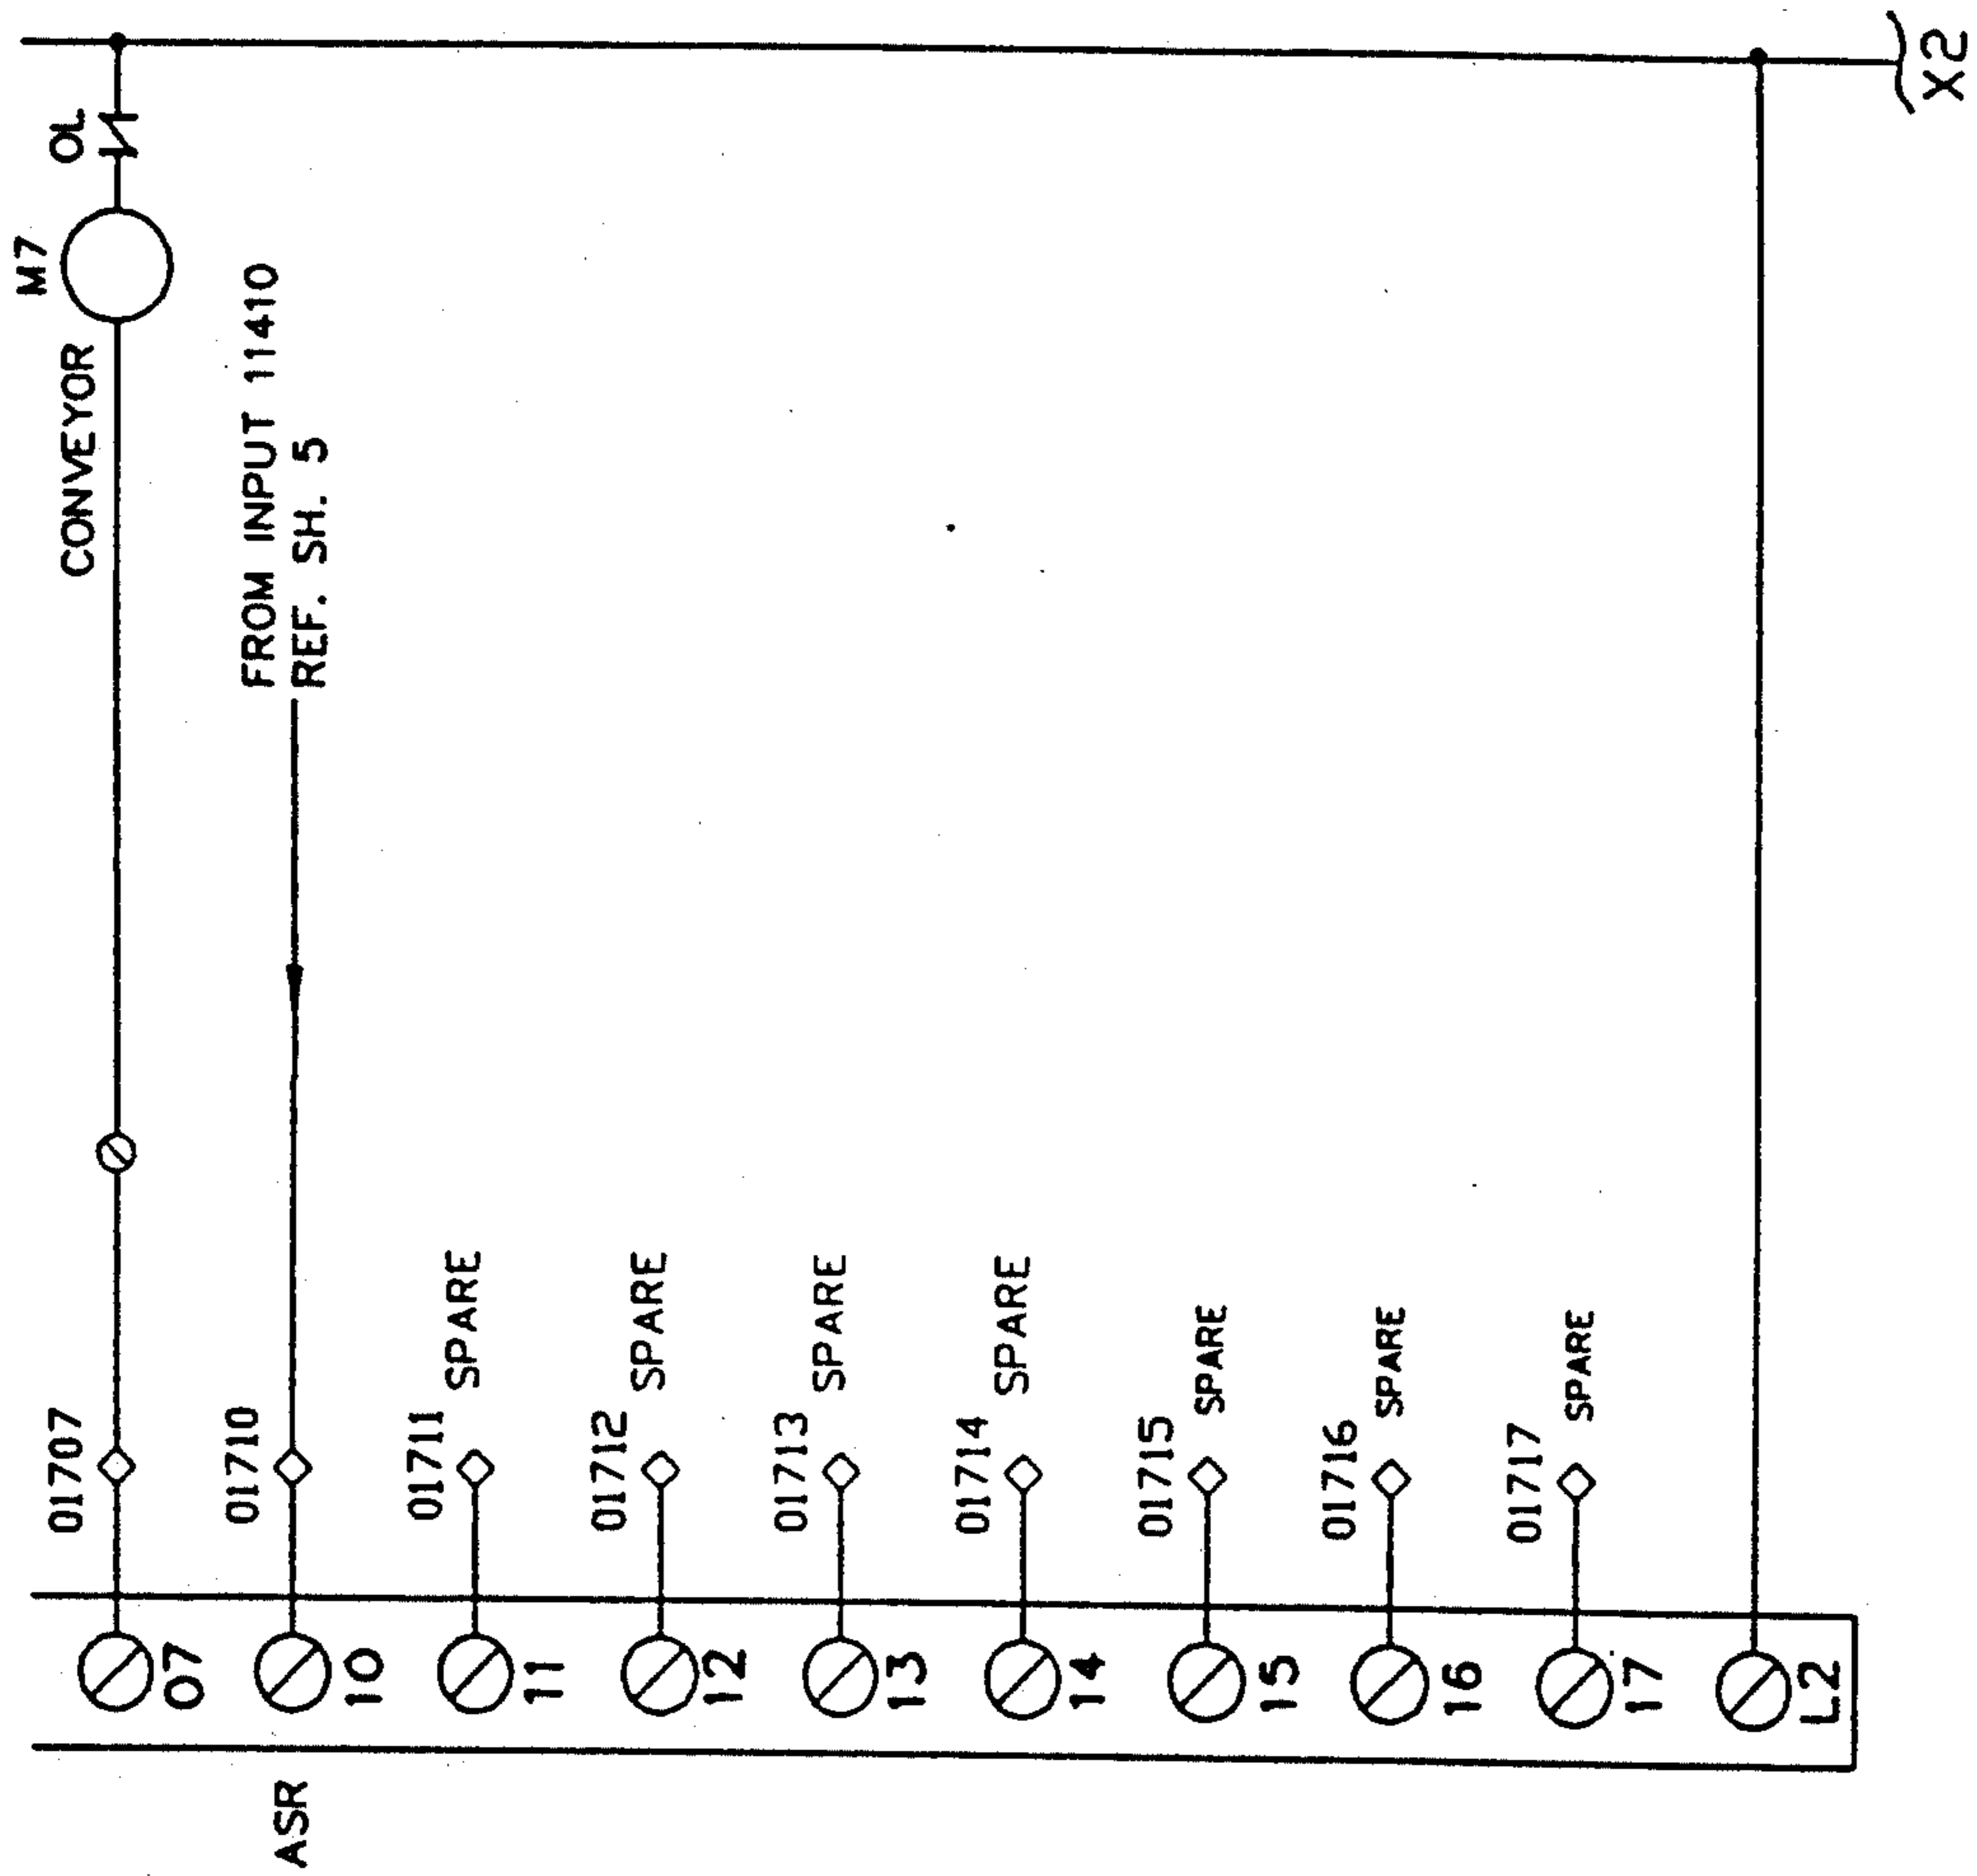 01707
07
CONVEYOR
M7
OL
ASR
01710
10
FROM INPUT 11410
REF. SH. 5
01711
11
SPARE
01712
12
SPARE
01713
13
SPARE
01714
14
SPARE
01715
15
SPARE
01716
16
SPARE
01717
17
SPARE
L2
X2